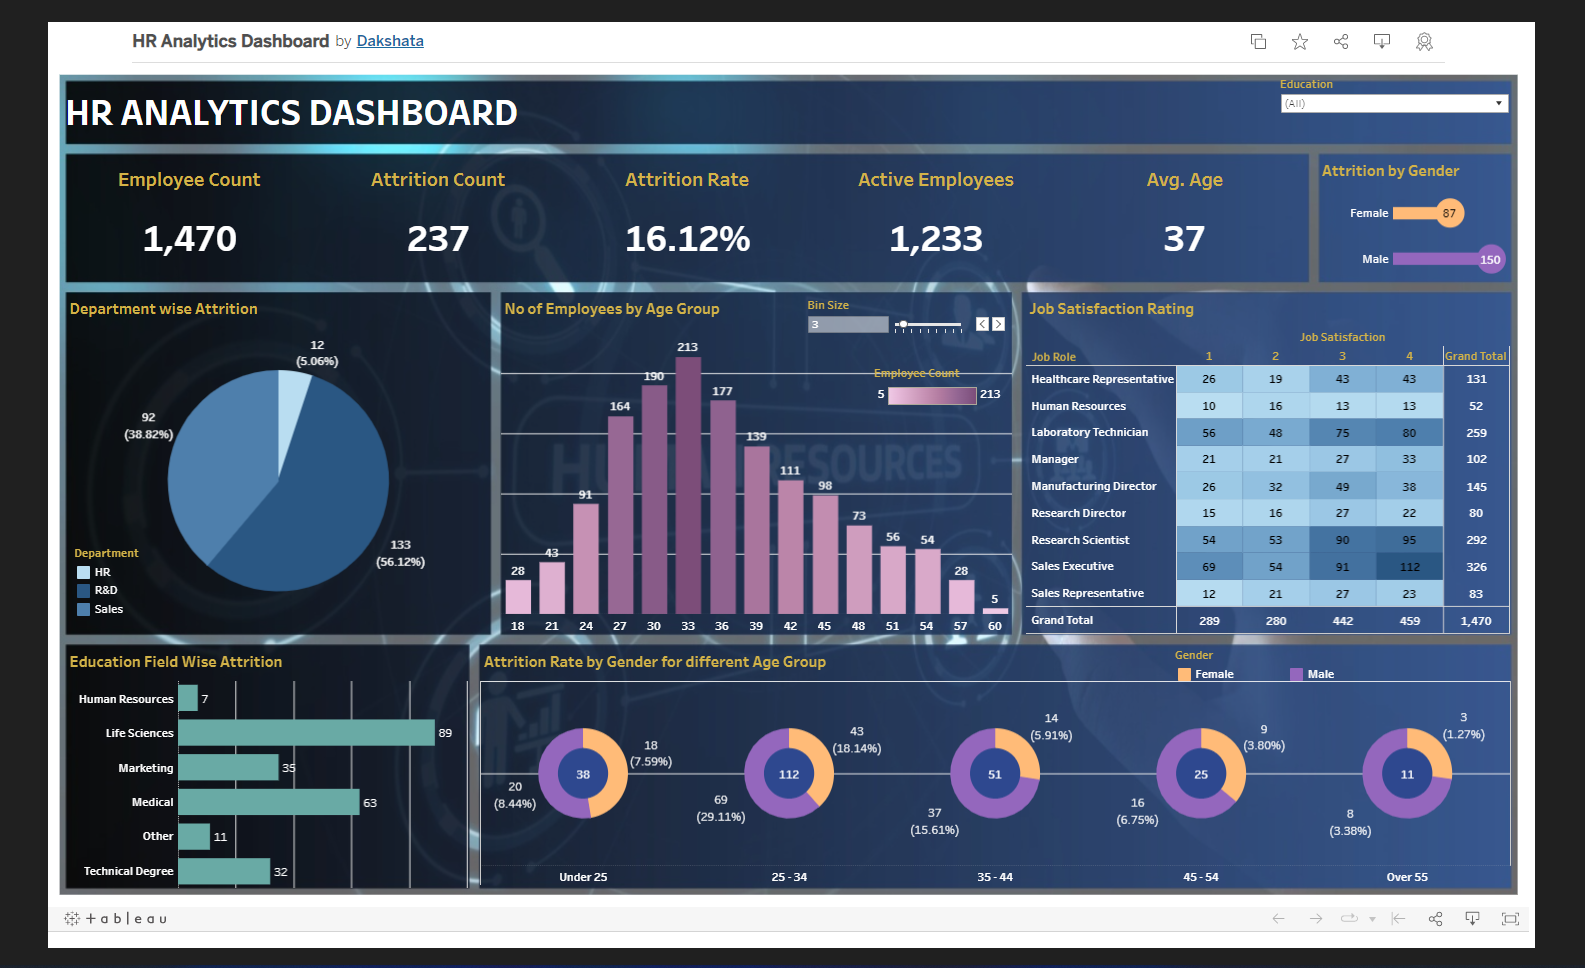 HR Analytics Dashboard by Dakshata
HR ANALYTICS DASHBOARD
Education
(All)
Employee Count
Attrition Count
Attrition Rate
Active Employees
Avg. Age
1,470
237
16.12%
1,233
37
Attrition by Gender
Female 87
Male 150
Department wise Attrition
12
(5.06%)
92
(38.82%)
133
(56.12%)
Department
HR
R&D
Sales
No of Employees by Age Group
Bin Size
3
Employee Count
5 213
28
43
91
164
190
213
177
139
111
98
73
56
54
28
5
18 21 24 27 30 33 36 39 42 45 48 51 54 57 60
HUMAN RESOURCES
Job Satisfaction Rating
Job Satisfaction
Job Role 1 2 3 4 Grand Total
Healthcare Representative 26 19 43 43 131
Human Resources 10 16 13 13 52
Laboratory Technician 56 48 75 80 259
Manager 21 21 27 33 102
Manufacturing Director 26 32 49 38 145
Research Director 15 16 27 22 80
Research Scientist 54 53 90 95 292
Sales Executive 69 54 91 112 326
Sales Representative 12 21 27 23 83
Grand Total 289 280 442 459 1,470
Education Field Wise Attrition
Human Resources 7
Life Sciences 89
Marketing 35
Medical 63
Other 11
Technical Degree 32
Attrition Rate by Gender for different Age Group
Gender
Female
Male
18
(7.59%)
38
20
(8.44%)
43
(18.14%)
112
69
(29.11%)
14
(5.91%)
51
37
(15.61%)
9
(3.80%)
25
16
(6.75%)
3
(1.27%)
11
8
(3.38%)
Under 25
25 - 34
35 - 44
45 - 54
Over 55
+ a b | e a u